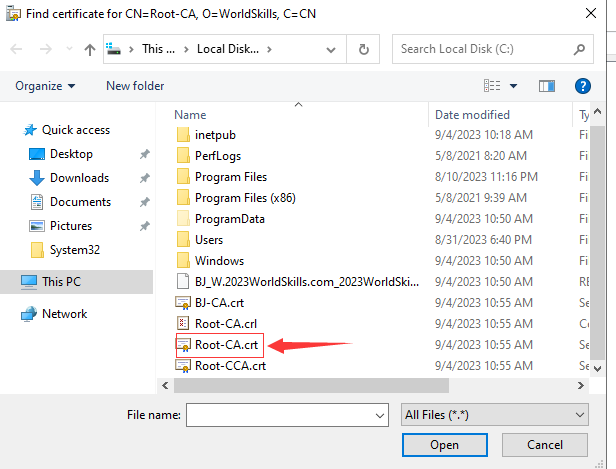 Find certificate for CN=Root-CA, O=WorldSkills, C=CN
This ... Local Disk... Search Local Disk (C:)
Organize New folder
Name Date modified Ty
Quick access
Desktop
Downloads
Documents
Pictures
System32
This PC
Network
inetpub 9/4/2023 10:18 AM Fil
PerfLogs 5/8/2021 8:20 AM Fil
Program Files 8/10/2023 11:16 PM Fil
Program Files (x86) 5/8/2021 9:39 AM Fil
ProgramData 9/4/2023 10:50 AM Fil
Users 8/31/2023 6:40 PM Fil
Windows 9/4/2023 10:50 AM Fil
BJ_W.2023WorldSkills.com_2023WorldSki... 9/4/2023 10:50 AM RE
BJ-CA.crt 9/4/2023 10:55 AM Se
Root-CA.crl 9/4/2023 10:55 AM Ce
Root-CA.crt 9/4/2023 10:55 AM Se
Root-CCA.crt 9/4/2023 10:55 AM Se
File name: All Files (*.*)
Open Cancel